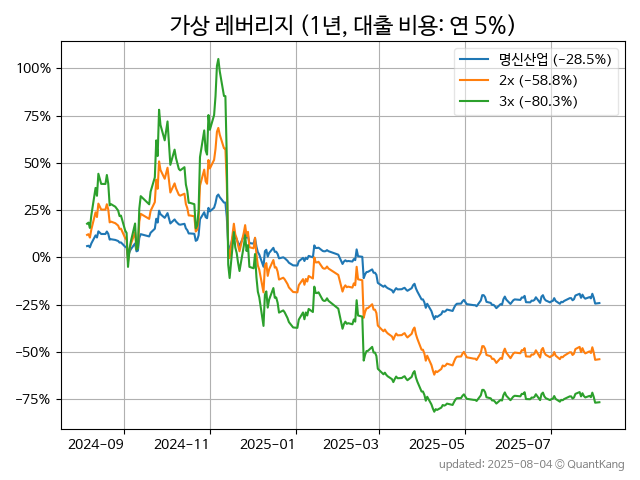 가상 레버리지 (1년, 대출 비용: 연 5%)
명신산업 (−28.5%)
2x (−58.8%)
3x (−80.3%)
100%
75%
50%
25%
0%
−25%
−50%
−75%
2024-09
2024-11
2025-01
2025-03
2025-05
2025-07
updated: 2025-08-04 © QuantKang